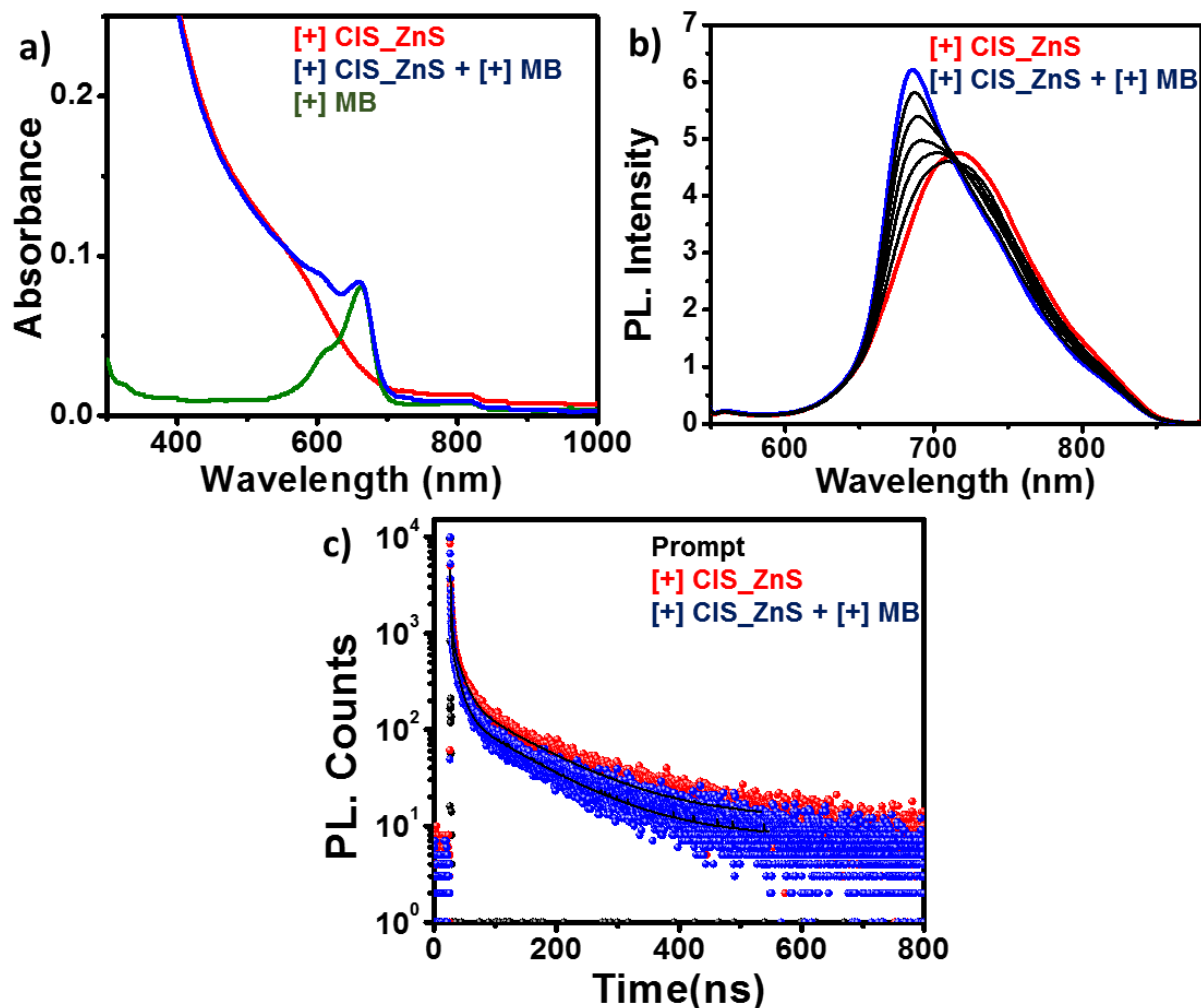 a)
[+] CIS_ZnS
[+] CIS_ZnS + [+] MB
[+] MB
0.2
0.1
0.0
Absorbance
400 600 800 1000
Wavelength (nm)
b)
[+] CIS_ZnS
[+] CIS_ZnS + [+] MB
7
6
5
4
3
2
1
0
PL. Intensity
600 700 800
Wavelength (nm)
c)
Prompt
[+] CIS_ZnS
[+] CIS_ZnS + [+] MB
10⁴
10³
10²
10¹
10⁰
PL. Counts
0 200 400 600 800
Time(ns)